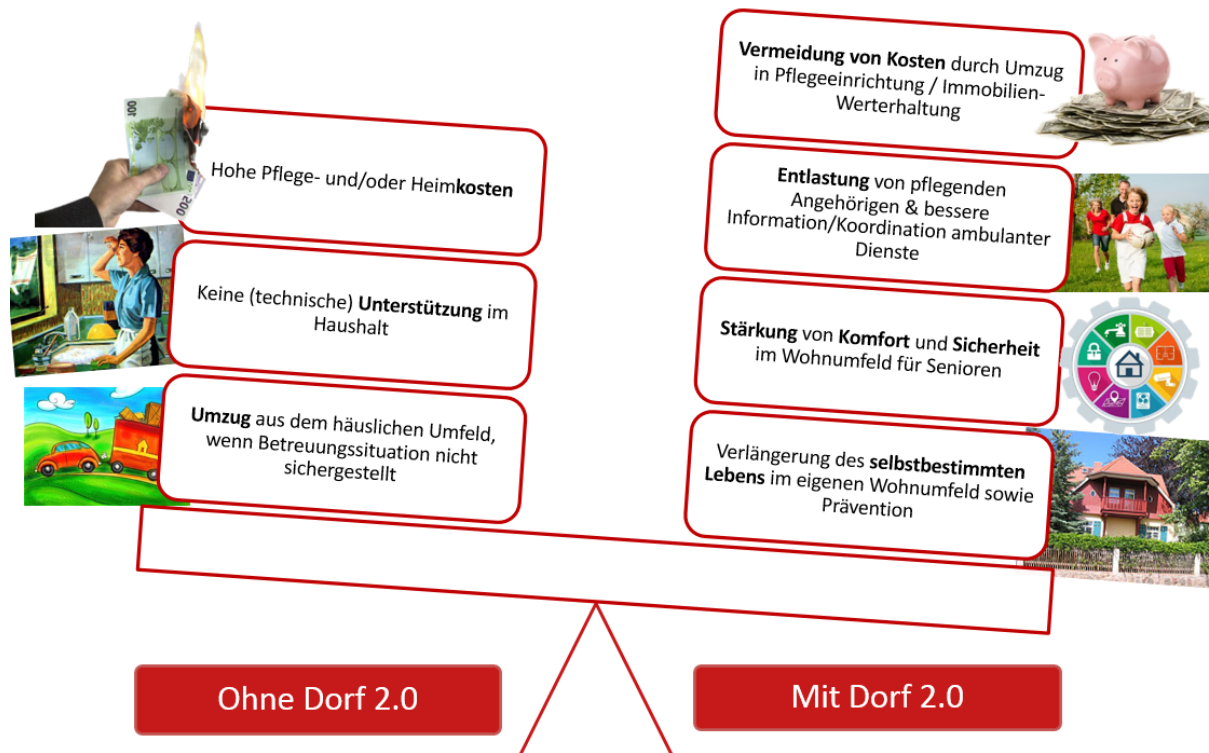 Hohe Pflege- und/oder Heimkosten
Keine (technische) Unterstützung im
Haushalt
Umzug aus dem häuslichen Umfeld,
wenn Betreuungssituation nicht
sichergestellt
Vermeidung von Kosten durch Umzug
in Pflegeeinrichtung / Immobilien-
Werterhaltung
Entlastung von pflegenden
Angehörigen & bessere
Information/Koordination ambulanter
Dienste
Stärkung von Komfort und Sicherheit
im Wohnumfeld für Senioren
Verlängerung des selbstbestimmten
Lebens im eigenen Wohnumfeld sowie
Prävention
Ohne Dorf 2.0
Mit Dorf 2.0
100
500